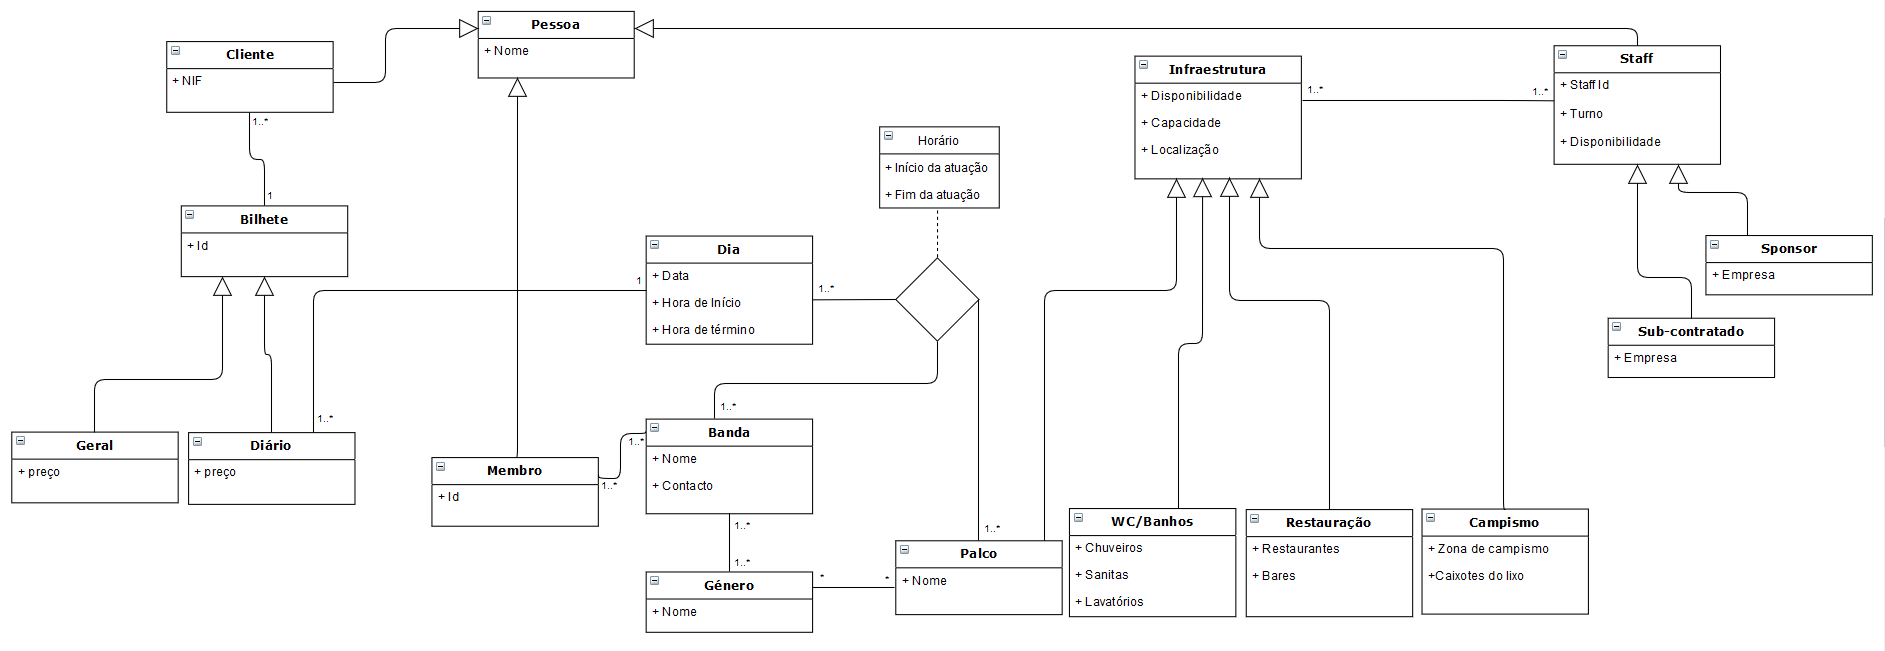 Pessoa
+ Nome
Cliente
+ NIF
1..*
1
Bilhete
+ Id
Geral
+ preço
Diário
+ preço
1..*
1
Dia
+ Data
+ Hora de Início
+ Hora de término
1..*
Horário
+ Início da atuação
+ Fim da atuação
1..*
Banda
+ Nome
+ Contacto
1..*
1..*
Membro
+ Id
1..*
1..*
Género
+ Nome
*
*
1..*
Palco
+ Nome
Infraestrutura
+ Disponibilidade
+ Capacidade
+ Localização
1..*
1..*
Staff
+ Staff Id
+ Turno
+ Disponibilidade
Sponsor
+ Empresa
Sub-contratado
+ Empresa
WC/Banhos
+ Chuveiros
+ Sanitas
+ Lavatórios
Restauração
+ Restaurantes
+ Bares
Campismo
+ Zona de campismo
+Caixotes do lixo